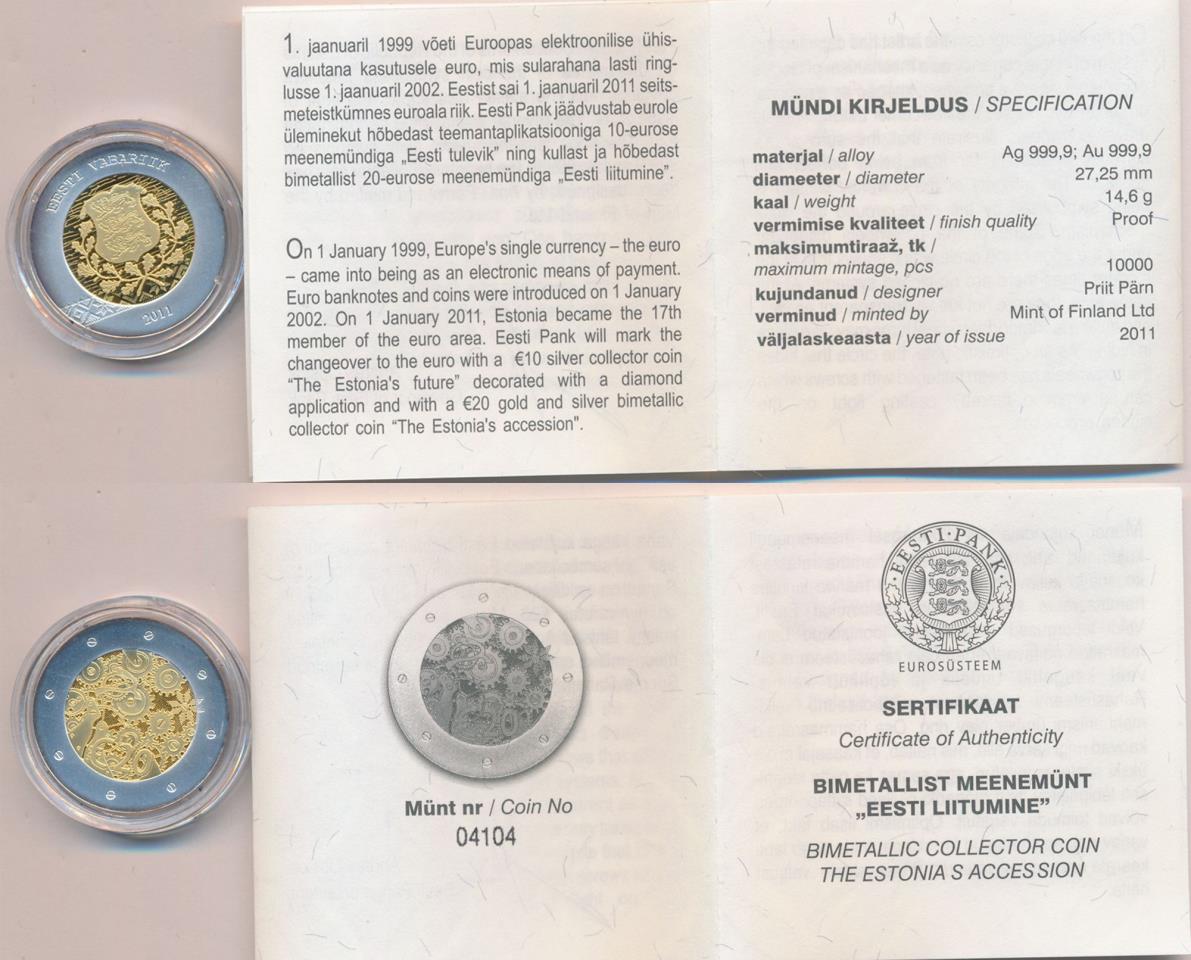 EESTI VABARIIK
2011
1. jaanuaril 1999 võeti Euroopas elektroonilise ühis-
valuutana kasutusele euro, mis sularahana lasti ring-
lusse 1. jaanuaril 2002. Eestist sai 1. jaanuaril 2011 seits-
meteistkümnes euroala riik. Eesti Pank jäädvustab eurole
ülemineku​t hõbedast teemantaplikatsiooniga 10-eurose
meenemündiga „Eesti tulevik” ning kullast ja hõbedast
bimetallist 20-eurose meenemündiga „Eesti liitumine”.
On 1 January 1999, Europe's single currency – the euro
– came into being as an electronic means of payment.
Euro banknotes and coins were introduced on 1 January
2002. On 1 January 2011, Estonia became the 17th
member of the euro area. Eesti Pank will mark the
changeover to the euro with a €10 silver collector coin
“The Estonia's future” decorated with a diamond
application and with a €20 gold and silver bimetallic
collector coin “The Estonia's accession”.
MÜNDI KIRJELDUS / SPECIFICATION
materjal / alloy Ag 999,9; Au 999,9
diameeter / diameter 27,25 mm
kaal / weight 14,6 g
vermimise kvaliteet / finish quality Proof
maksimumtiraaž, tk /
maximum mintage, pcs 10000
kujundanud / designer Priit Pärn
verminud / minted by Mint of Finland Ltd
väljalaskeaasta / year of issue 2011
Münt nr / Coin No
04104
EESTI·PANK
EUROSÜSTEEM
SERTIFIKAAT
Certificate of Authenticity
BIMETALLIST MEENEMÜNT
„EESTI LIITUMINE”
BIMETALLIC COLLECTOR COIN
THE ESTONIA S ACCESSION